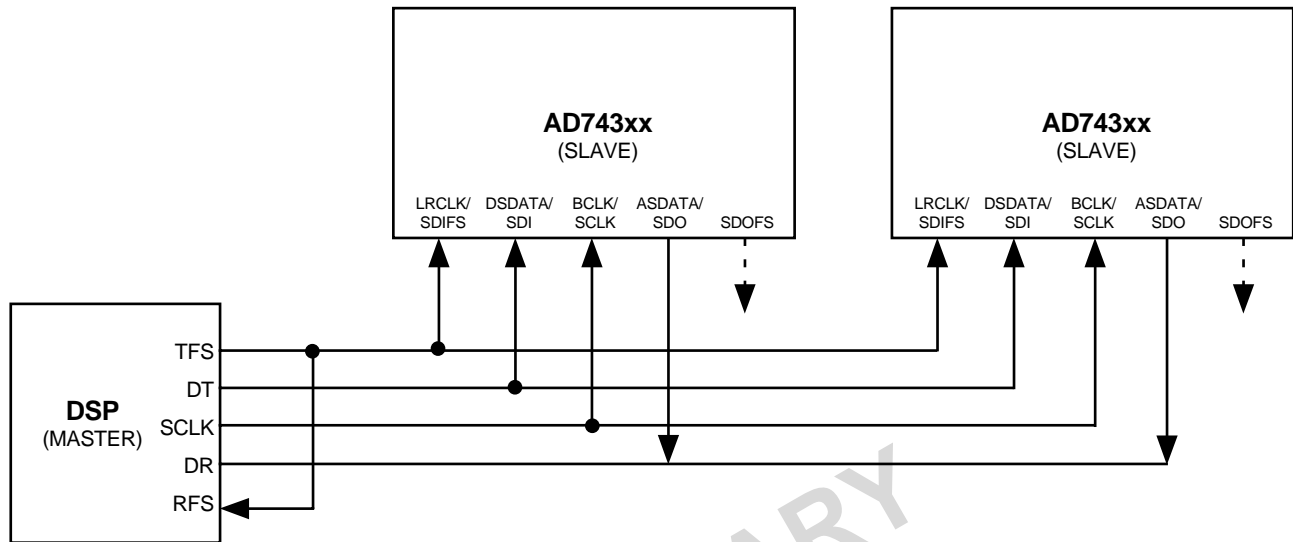 AD743xx
(SLAVE)
LRCLK/ DSDATA/ BCLK/ ASDATA/
SDIFS SDI SCLK SDO SDOFS
AD743xx
(SLAVE)
LRCLK/ DSDATA/ BCLK/ ASDATA/
SDIFS SDI SCLK SDO SDOFS
DSP
(MASTER)
TFS
DT
SCLK
DR
RFS
ARY